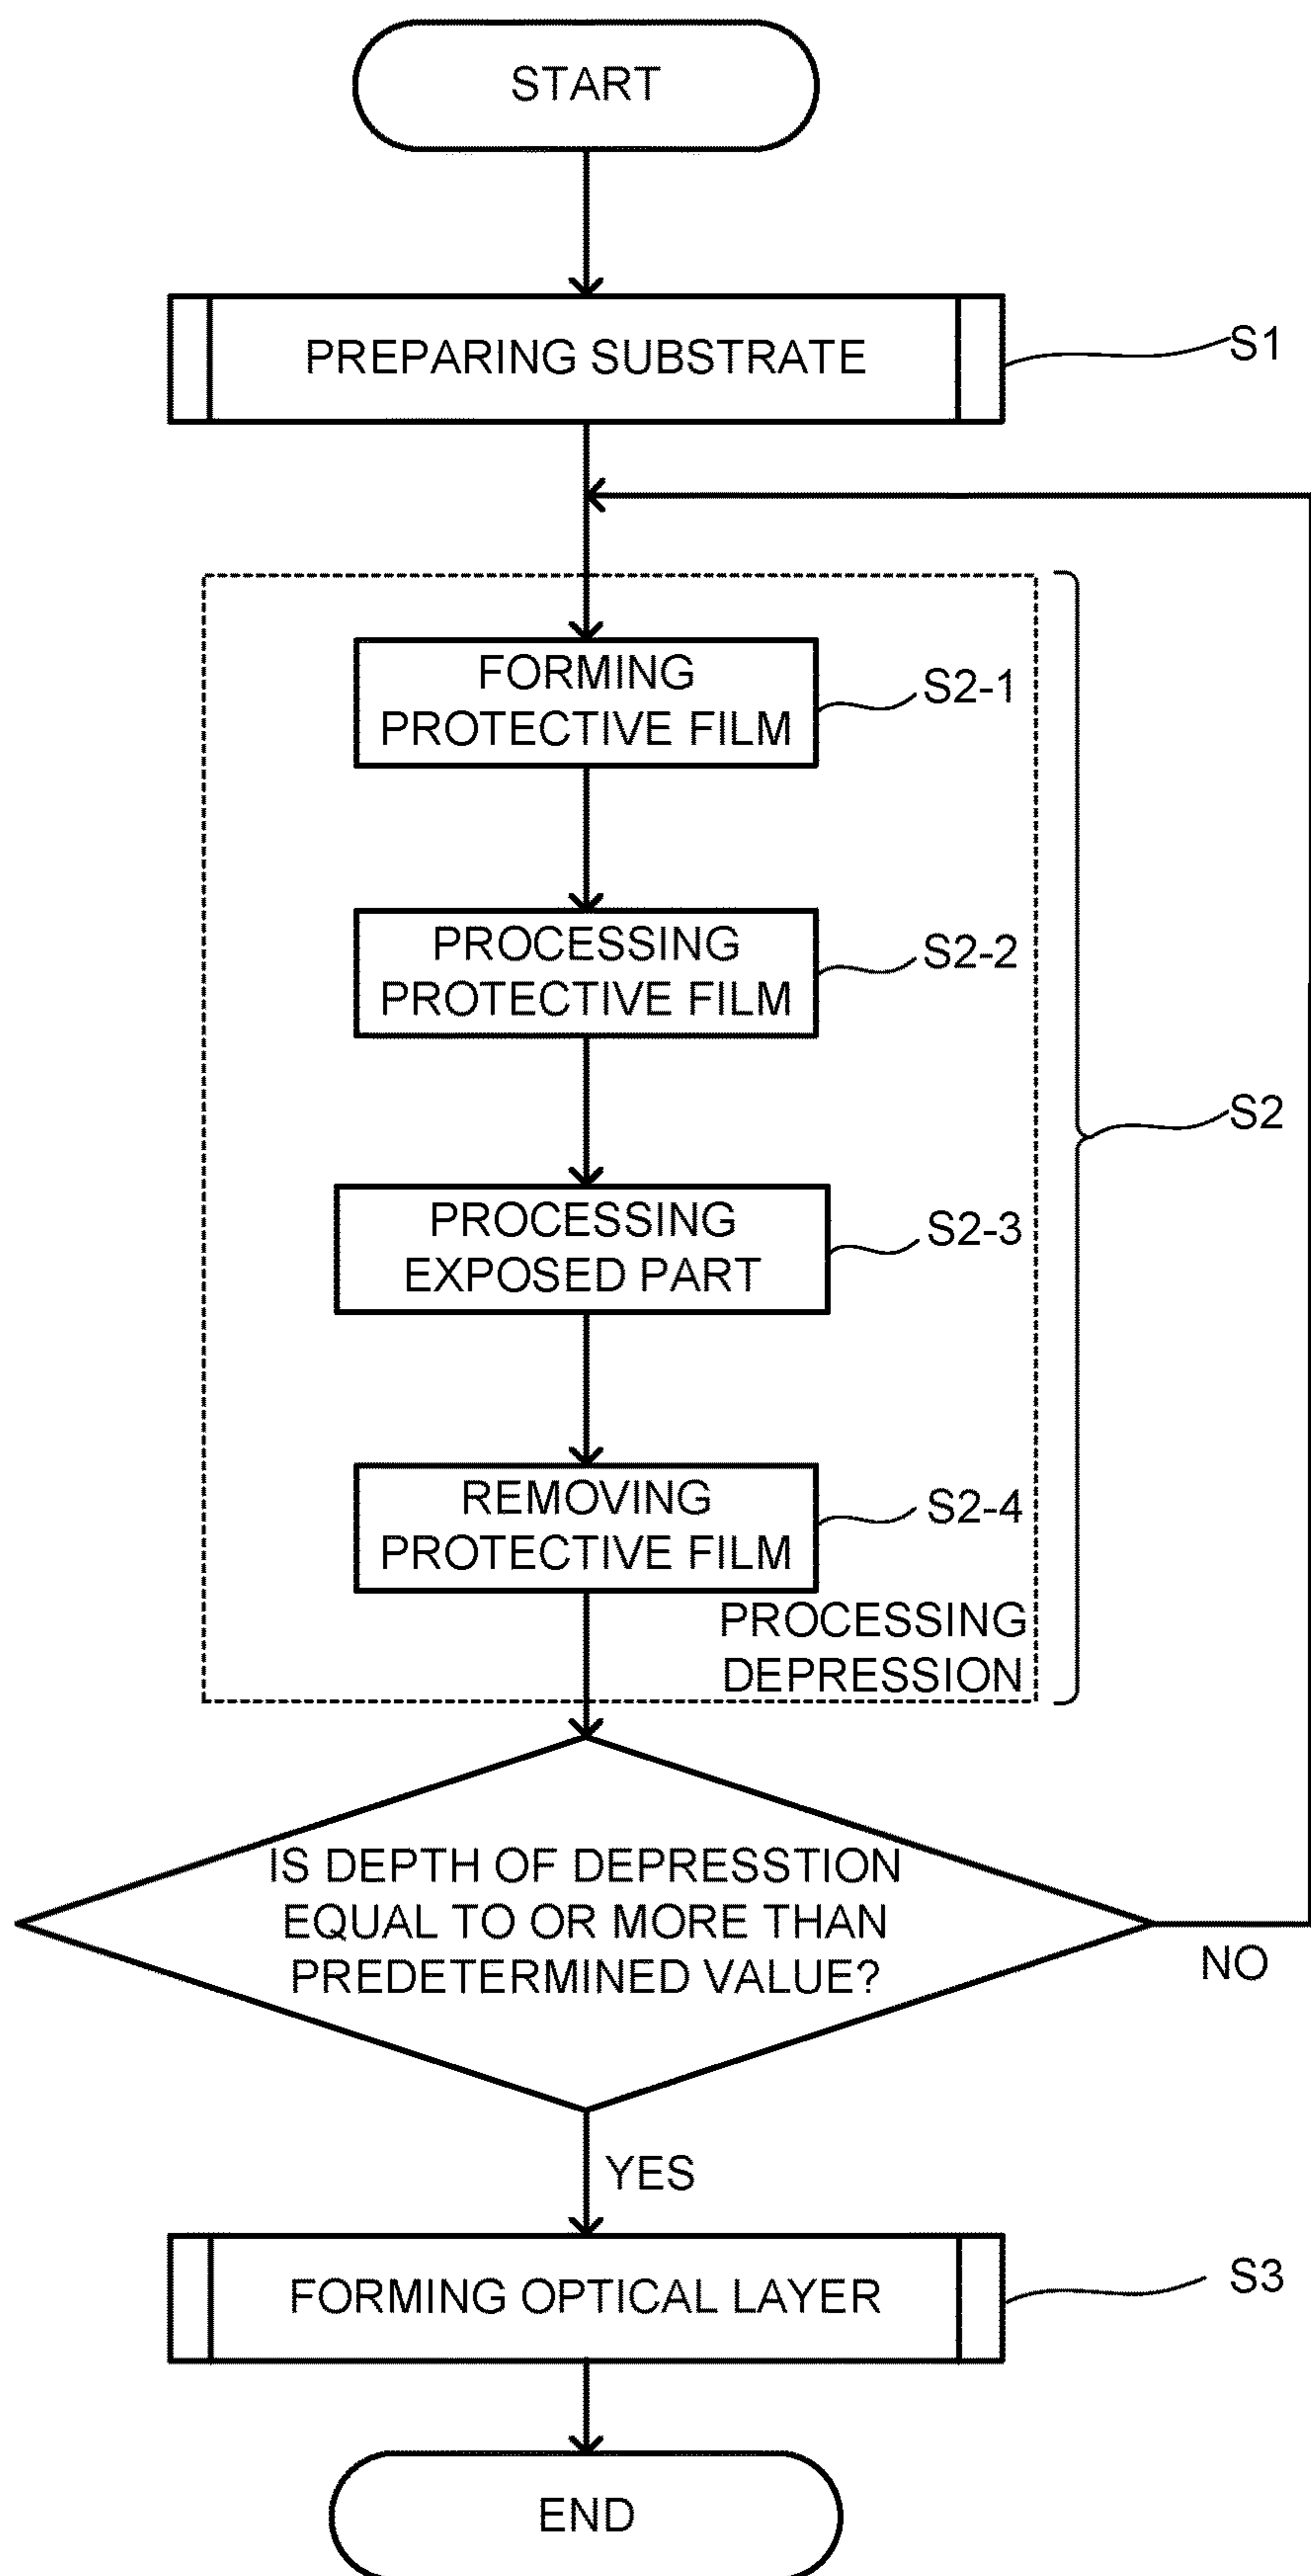 START
PREPARING SUBSTRATE
S1
FORMING
PROTECTIVE FILM
S2-1
PROCESSING
PROTECTIVE FILM
S2-2
S2
PROCESSING
EXPOSED PART
S2-3
REMOVING
PROTECTIVE FILM
S2-4
PROCESSING
DEPRESSION
IS DEPTH OF DEPRESSTION
EQUAL TO OR MORE THAN
PREDETERMINED VALUE?
NO
YES
FORMING OPTICAL LAYER
S3
END